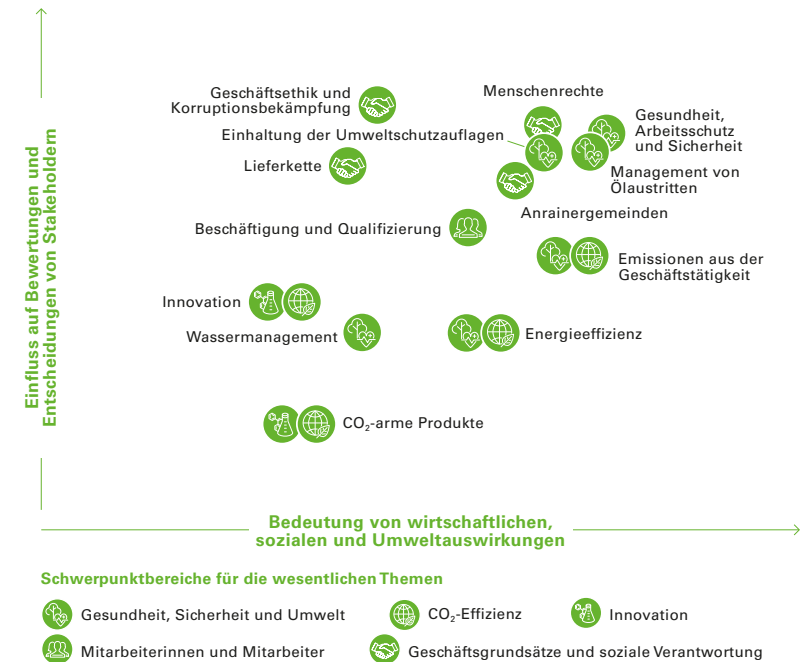 Einfluss auf Bewertungen und
Entscheidungen von Stakeholdern
Geschäftsethik und
Korruptionsbekämpfung
Menschenrechte
Gesundheit,
Arbeitsschutz
und Sicherheit
Einhaltung der Umweltschutzauflagen
Lieferkette
Management von
Ölaustritten
Anrainergemeinden
Beschäftigung und Qualifizierung
Emissionen aus der
Geschäftstätigkeit
Innovation
Wassermanagement
Energieeffizienz
CO₂-arme Produkte
Bedeutung von wirtschaftlichen,
sozialen und Umweltauswirkungen
Schwerpunktbereiche für die wesentlichen Themen
Gesundheit, Sicherheit und Umwelt
CO₂-Effizienz
Innovation
Mitarbeiterinnen und Mitarbeiter
Geschäftsgrundsätze und soziale Verantwortung